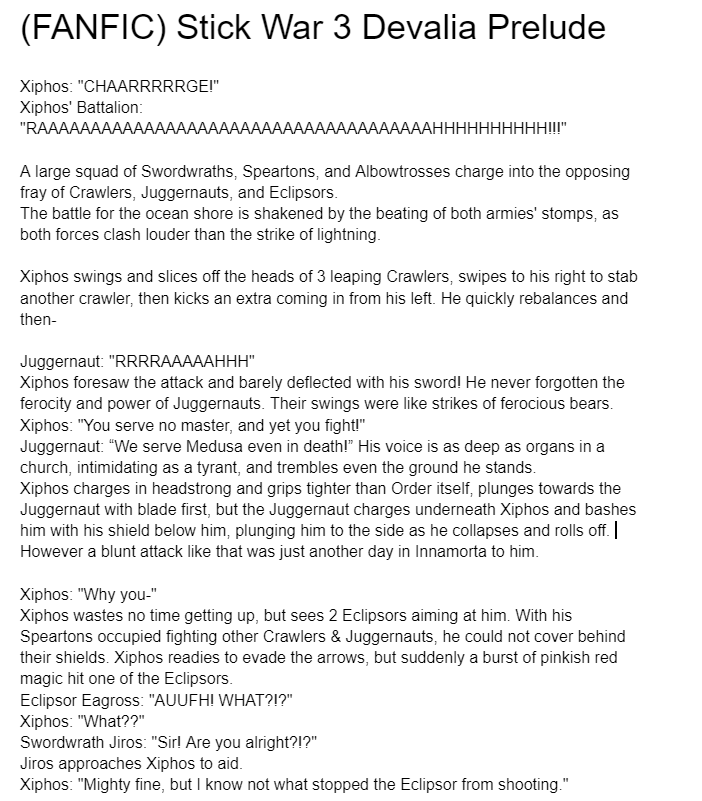 (FANFIC) Stick War 3 Devalia Prelude
Xiphos: "CHAARRRRRGE!"
Xiphos' Battalion:
"RAAAAAAAAAAAAAAAAAAAAAAAAAAAAAAAAAAAAAHHHHHHHHHHH!!!"
A large squad of Swordwraths, Speartons, and Albowtrosses charge into the opposing
fray of Crawlers, Juggernauts, and Eclipsors.
The battle for the ocean shore is shakened by the beating of both armies' stomps, as
both forces clash louder than the strike of lightning.
Xiphos swings and slices off the heads of 3 leaping Crawlers, swipes to his right to stab
another crawler, then kicks an extra coming in from his left. He quickly rebalances and
then-
Juggernaut: "RRRRAAAAAHHH"
Xiphos foresaw the attack and barely deflected with his sword! He never forgotten the
ferocity and power of Juggernauts. Their swings were like strikes of ferocious bears.
Xiphos: "You serve no master, and yet you fight!"
Juggernaut: “We serve Medusa even in death!” His voice is as deep as organs in a
church, intimidating as a tyrant, and trembles even the ground he stands.
Xiphos charges in headstrong and grips tighter than Order itself, plunges towards the
Juggernaut with blade first, but the Juggernaut charges underneath Xiphos and bashes
him with his shield below him, plunging him to the side as he collapses and rolls off.
However a blunt attack like that was just another day in Innamorta to him.
Xiphos: "Why you-"
Xiphos wastes no time getting up, but sees 2 Eclipsors aiming at him. With his
Speartons occupied fighting other Crawlers & Juggernauts, he could not cover behind
their shields. Xiphos readies to evade the arrows, but suddenly a burst of pinkish red
magic hit one of the Eclipsors.
Eclipsor Eagross: "AUUFH! WHAT?!?"
Xiphos: "What??"
Swordwrath Jiros: "Sir! Are you alright?!?"
Jiros approaches Xiphos to aid.
Xiphos: "Mighty fine, but I know not what stopped the Eclipsor from shooting."